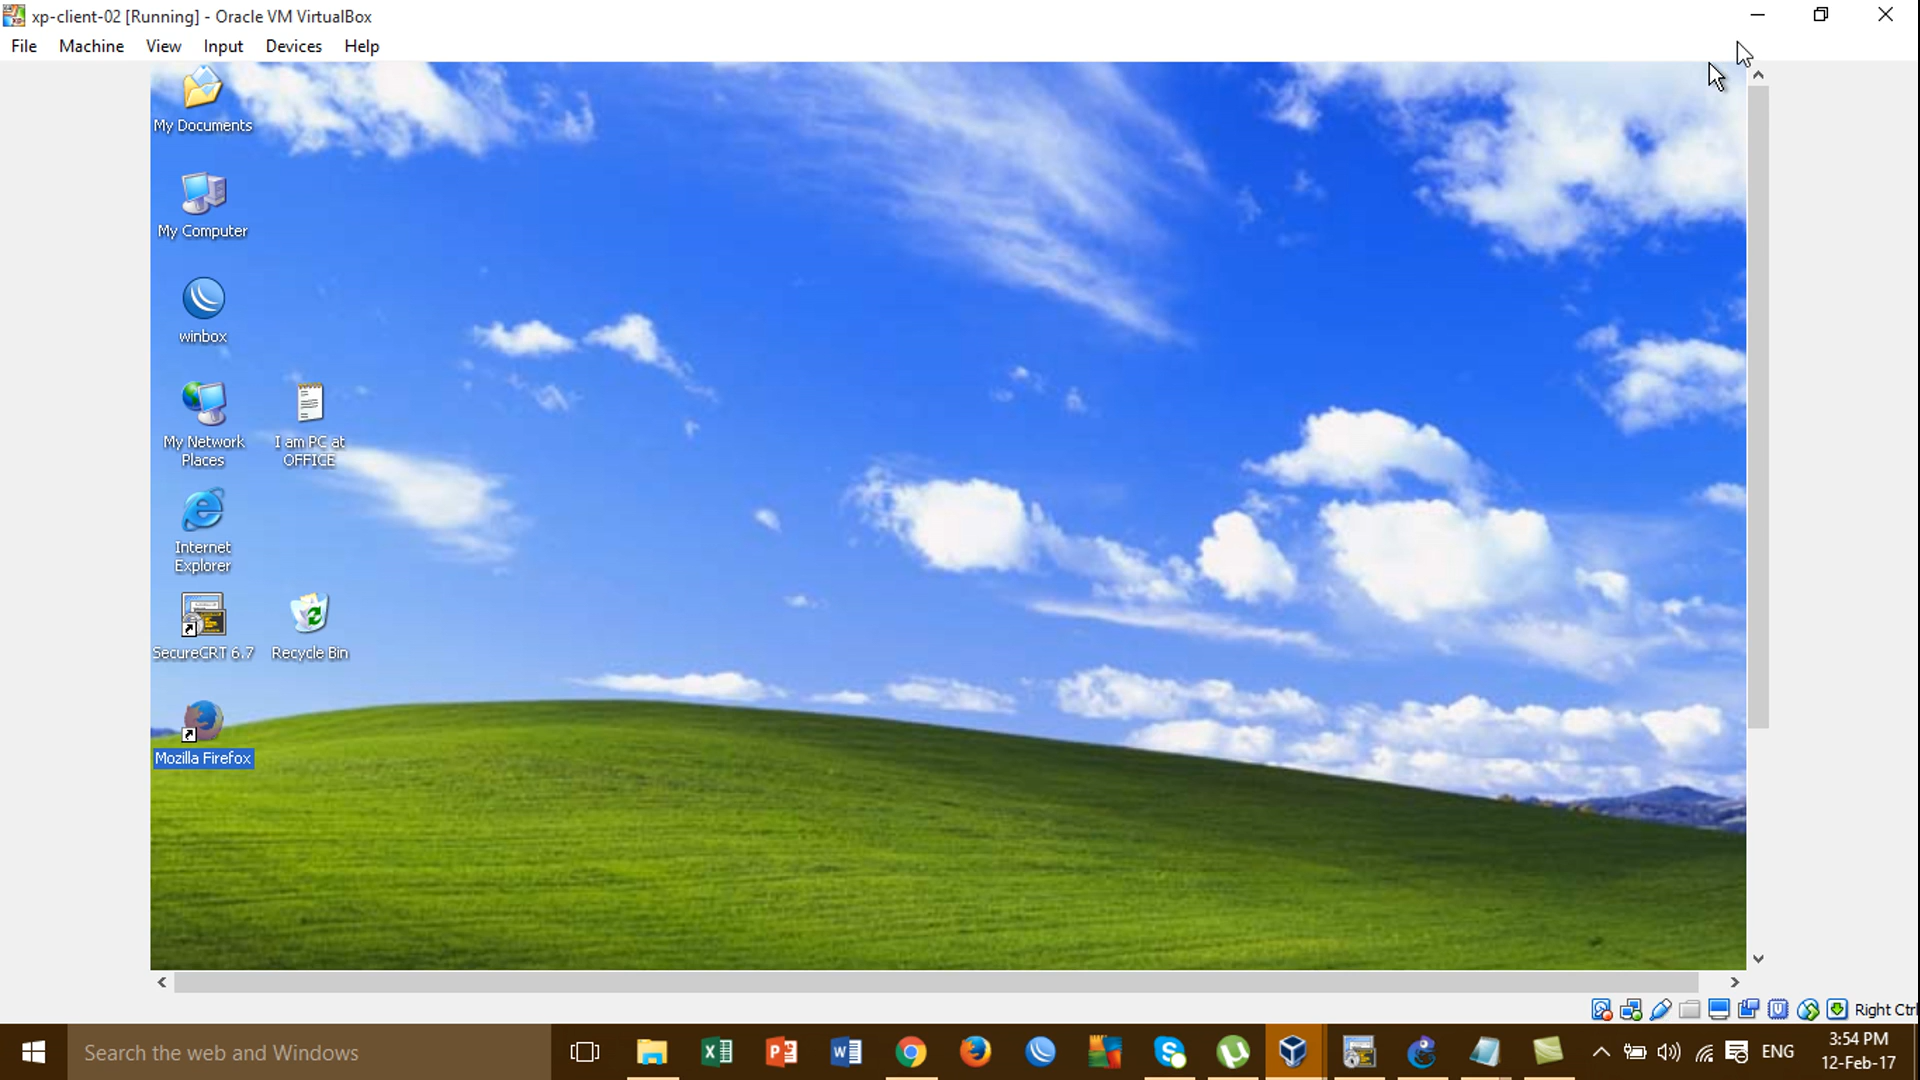 xp-client-02 [Running] - Oracle VM VirtualBox
File Machine View Input Devices Help
My Documents
My Computer
winbox
My Network
Places
I am PC at
OFFICE
Internet
Explorer
SecureCRT 6.7
Recycle Bin
Mozilla Firefox
Right Ctrl
Search the web and Windows
ENG
3:54 PM
12-Feb-17